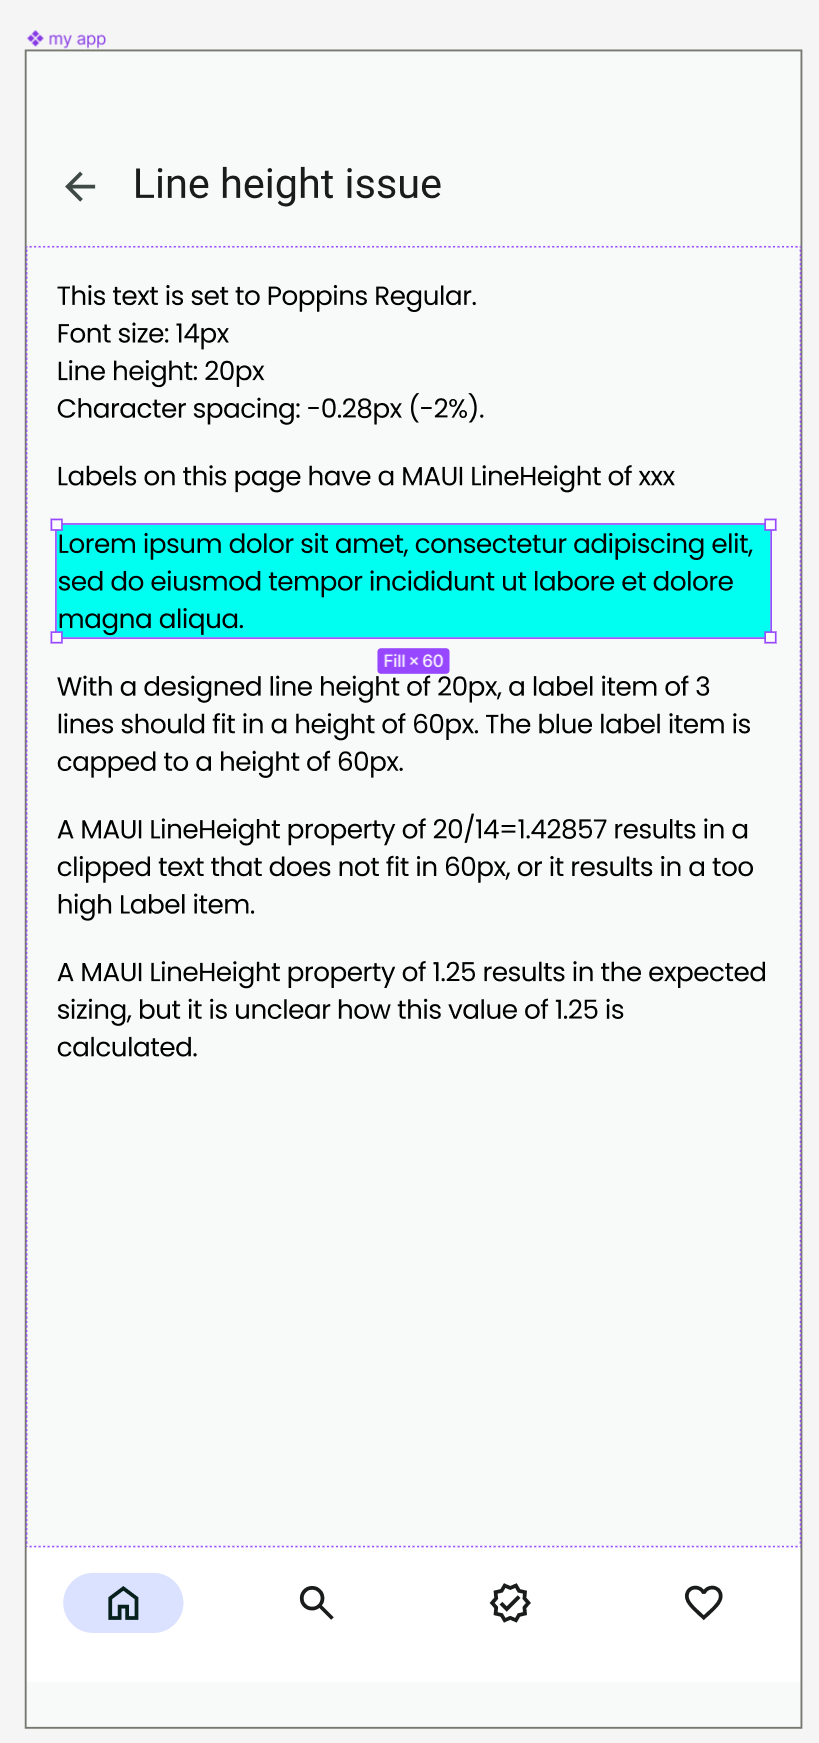 my app
Line height issue
This text is set to Poppins Regular.
Font size: 14px
Line height: 20px
Character spacing: -0.28px (-2%).
Labels on this page have a MAUI LineHeight of xxx
Lorem ipsum dolor sit amet, consectetur adipiscing elit,
sed do eiusmod tempor incididunt ut labore et dolore
magna aliqua.
Fill × 60
With a designed line height of 20px, a label item of 3
lines should fit in a height of 60px. The blue label item is
capped to a height of 60px.
A MAUI LineHeight property of 20/14=1.42857 results in a
clipped text that does not fit in 60px, or it results in a too
high Label item.
A MAUI LineHeight property of 1.25 results in the expected
sizing, but it is unclear how this value of 1.25 is
calculated.